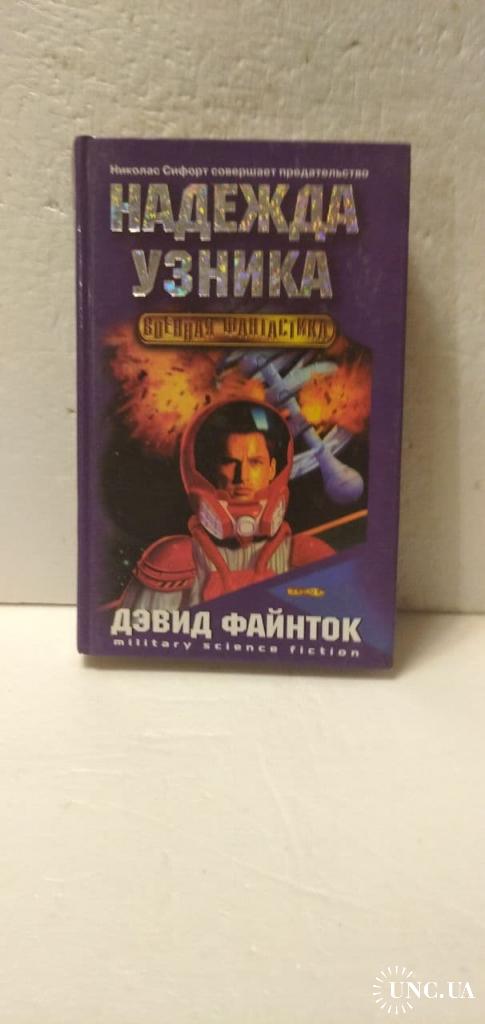 Николас Сифорт совершает предательство
НАДЕЖДА
УЗНИКА
ВОЕННАЯ ФАНТАСТИКА
ДЭВИД ФАЙНТОК
military science fiction
UNC.UA